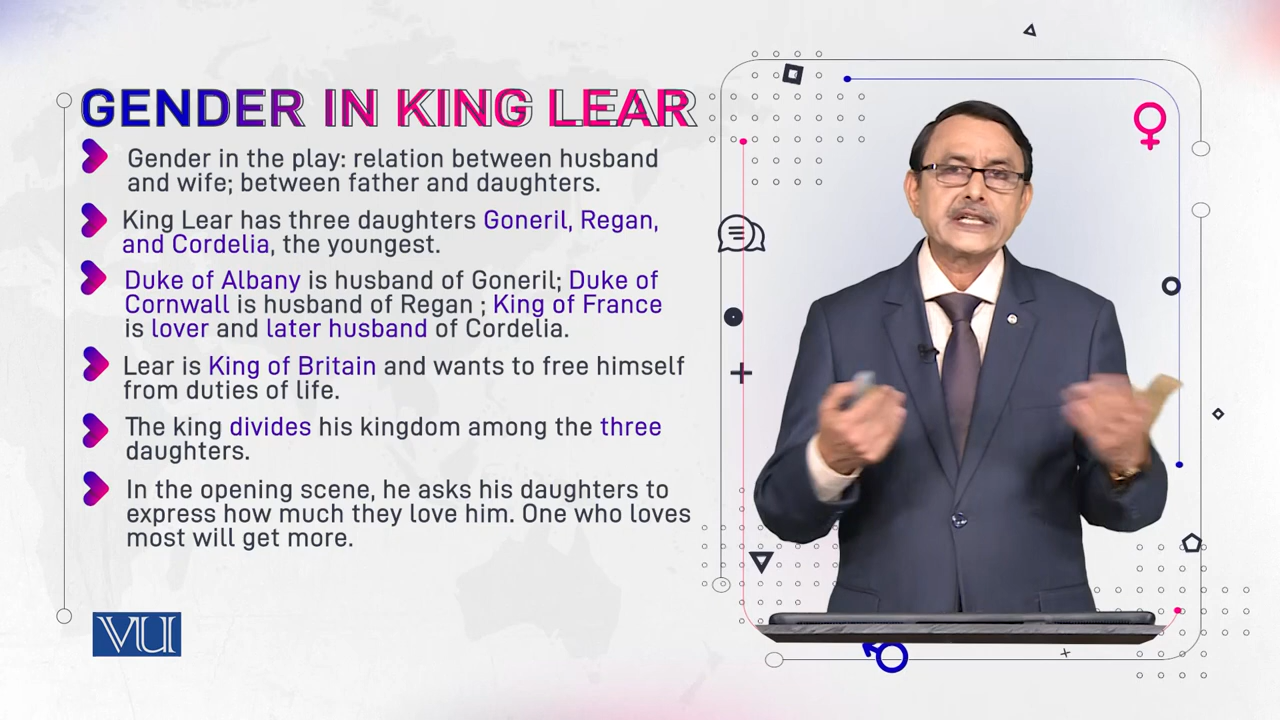 GENDER IN KING LEAR
Gender in the play: relation between husband
and wife; between father and daughters.
King Lear has three daughters Goneril, Regan,
and Cordelia, the youngest.
Duke of Albany is husband of Goneril; Duke of
Cornwall is husband of Regan ; King of France
is lover and later husband of Cordelia.
Lear is King of Britain and wants to free himself
from duties of life.
The king divides his kingdom among the three
daughters.
In the opening scene, he asks his daughters to
express how much they love him. One who loves
most will get more.
VU